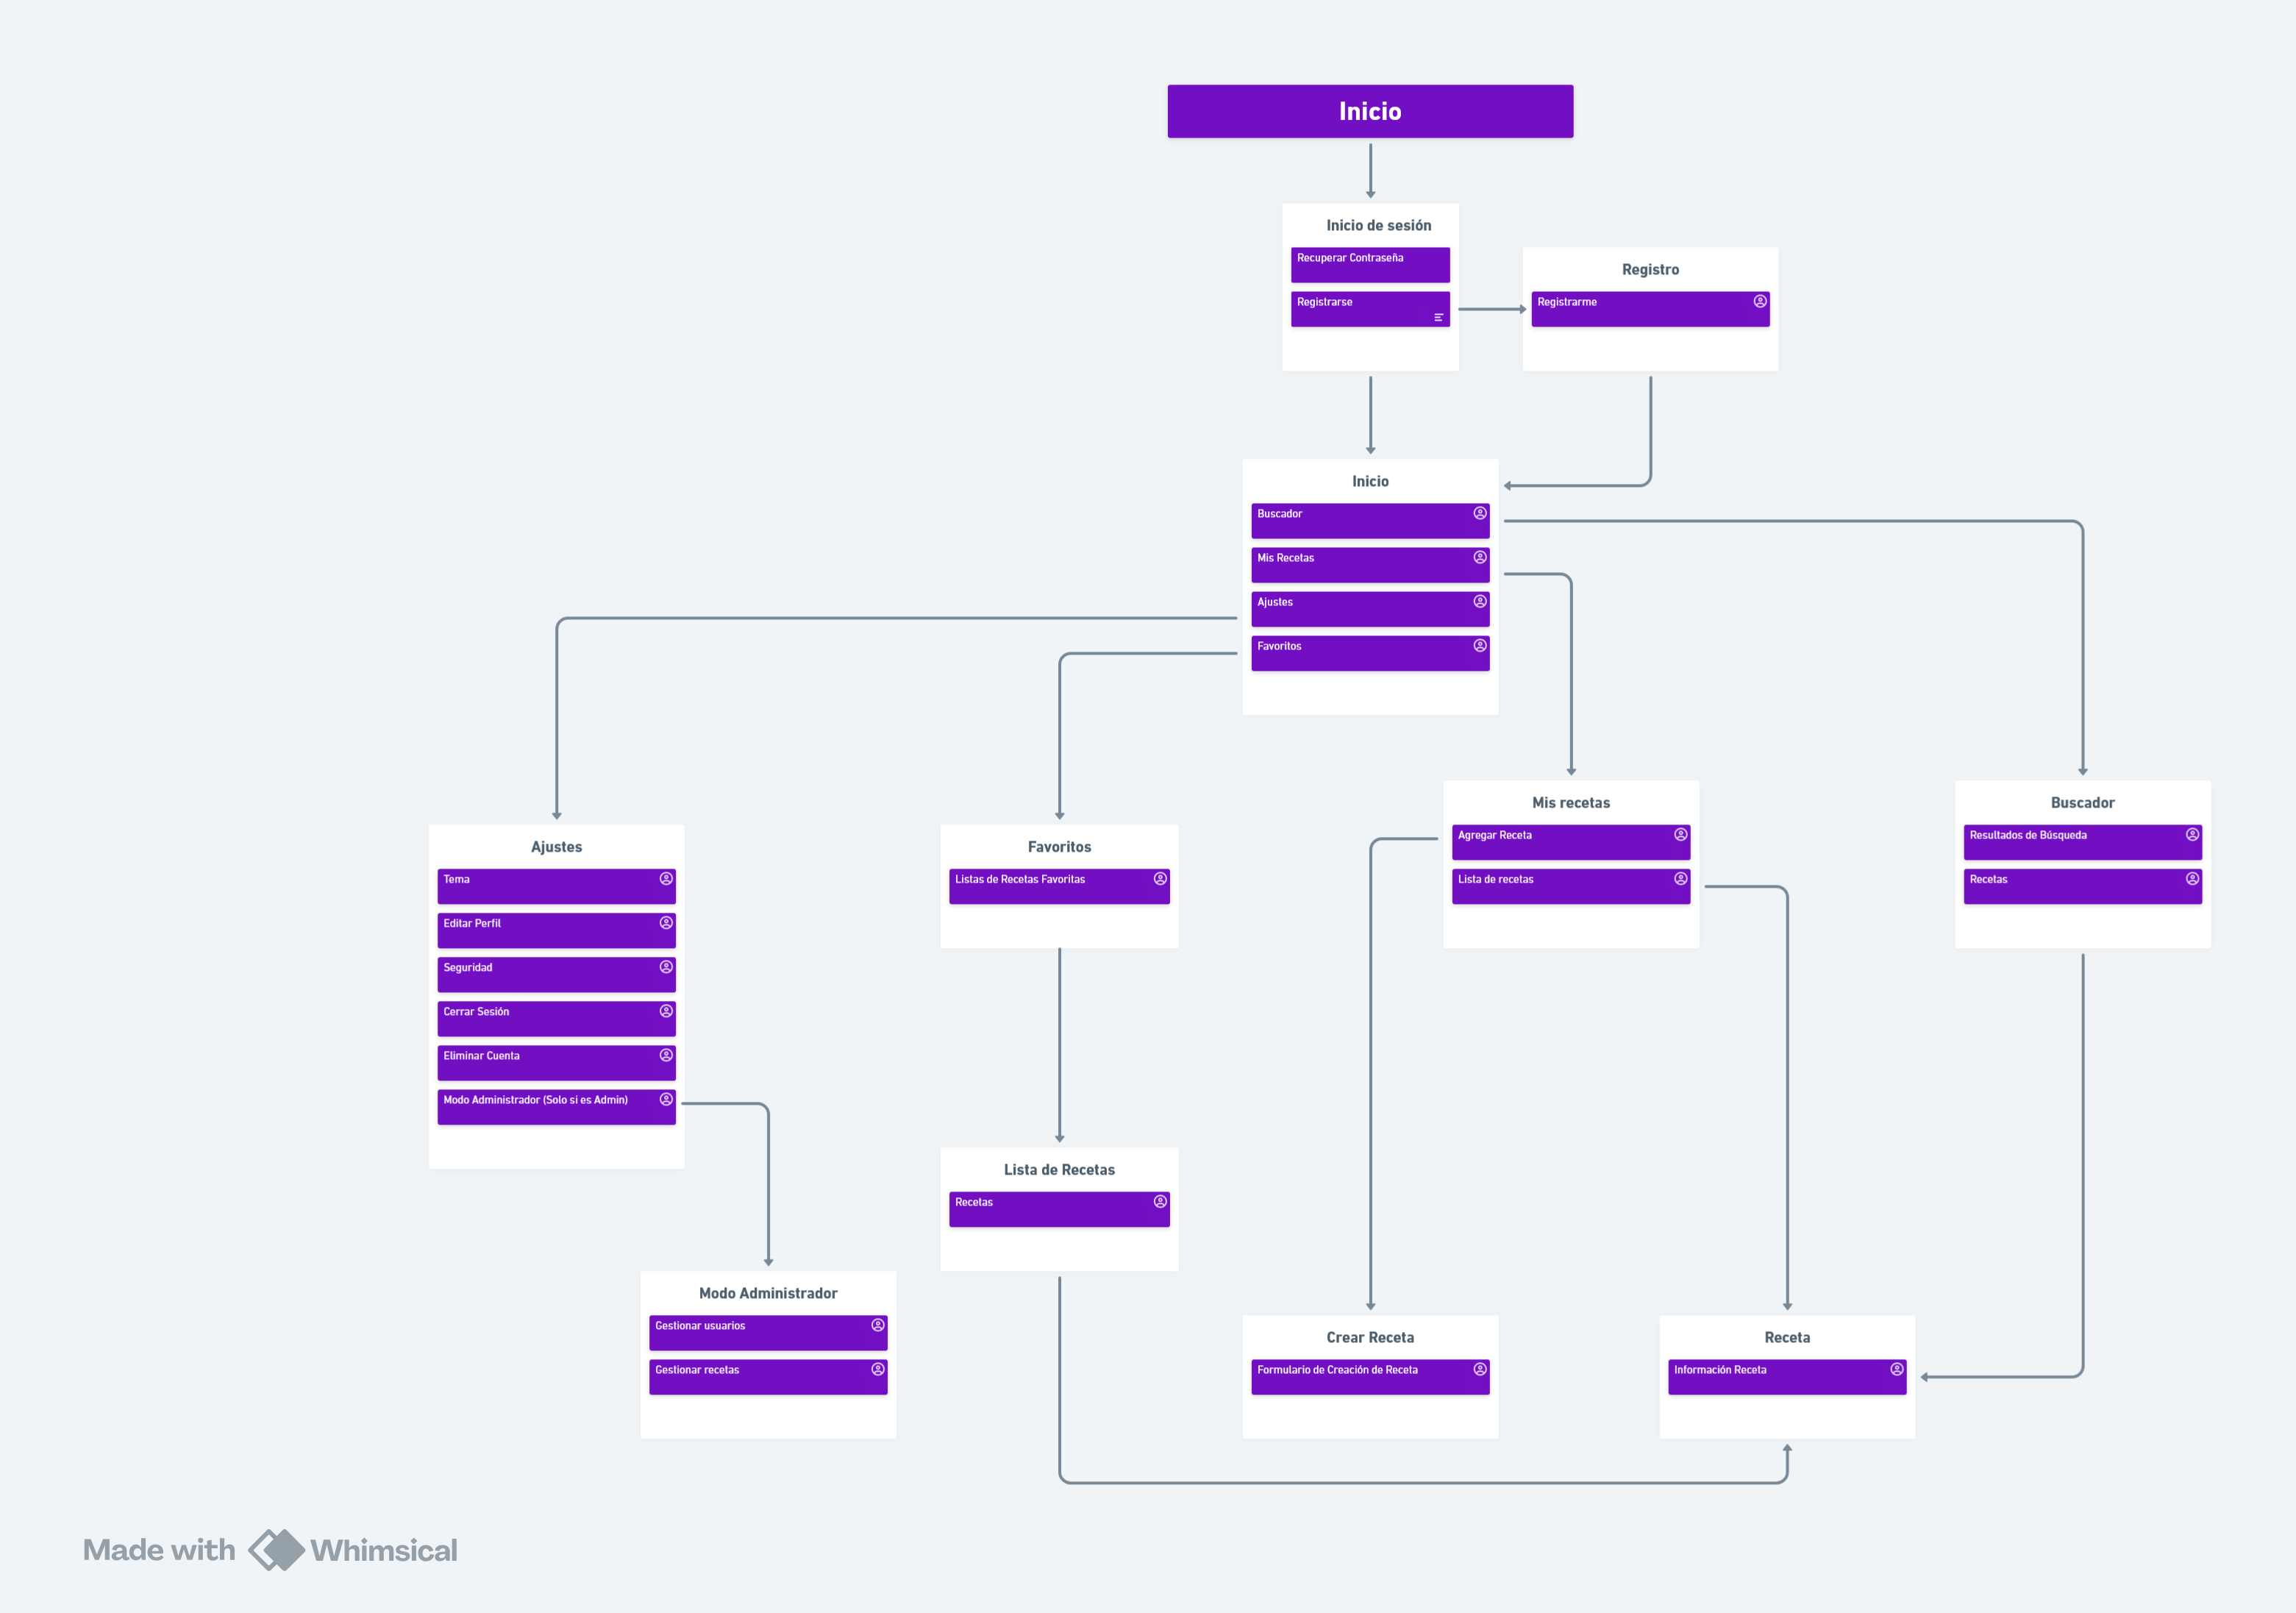 Inicio
Inicio de sesión
Recuperar Contraseña
Registrarse
Registro
Registrarme
Inicio
Buscador
Mis Recetas
Ajustes
Favoritos
Ajustes
Tema
Editar Perfil
Seguridad
Cerrar Sesión
Eliminar Cuenta
Modo Administrador (Solo si es Admin)
Favoritos
Listas de Recetas Favoritas
Mis recetas
Agregar Receta
Lista de recetas
Buscador
Resultados de Búsqueda
Recetas
Lista de Recetas
Recetas
Modo Administrador
Gestionar usuarios
Gestionar recetas
Crear Receta
Formulario de Creación de Receta
Receta
Información Receta
Made with Whimsical